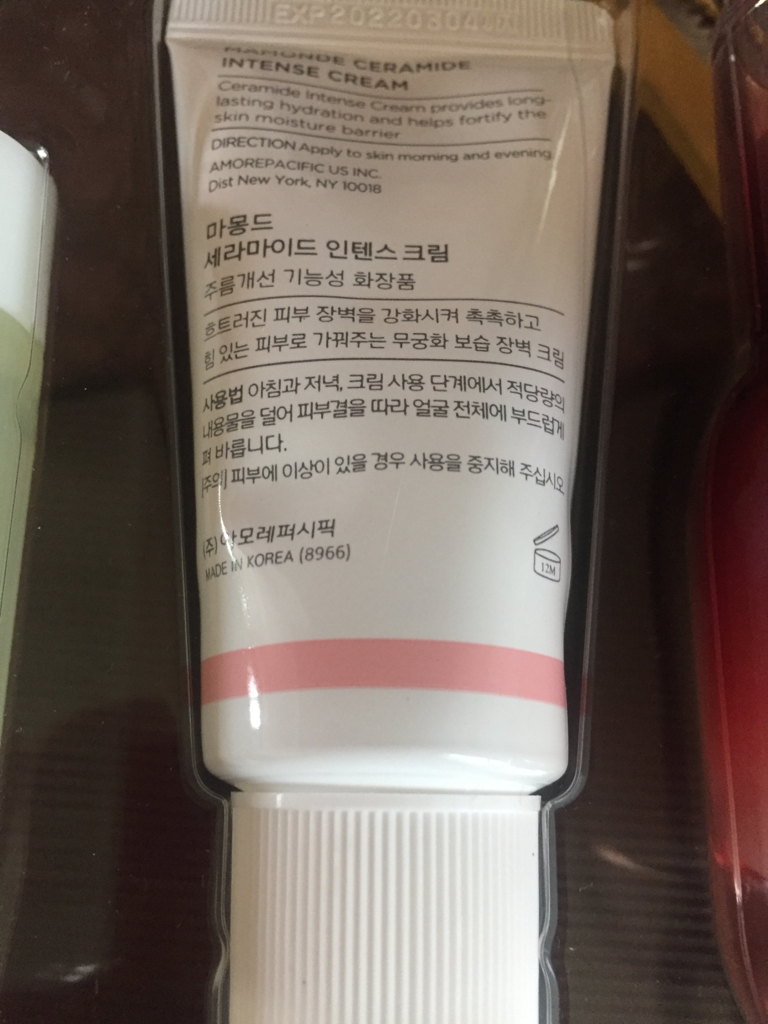 EXP20220304
MAMONDE CERAMIDE
INTENSE CREAM
Ceramide Intense Cream provides long-
lasting hydration and helps fortify the
skin moisture barrier
DIRECTION Apply to skin morning and evening
AMOREPACIFIC US INC.
Dist New York, NY 10018
마몽드
세라마이드 인텐스 크림
주름개선 기능성 화장품
흐트러진 피부 장벽을 강화시켜 촉촉하고
힘 있는 피부로 가꿔주는 무궁화 보습 장벽 크림
사용법 아침과 저녁, 크림 사용 단계에서 적당량의
내용물을 덜어 피부결을 따라 얼굴 전체에 부드럽게
펴 바릅니다.
[주의] 피부에 이상이 있을 경우 사용을 중지해 주십시오
(주)아모레퍼시픽
MADE IN KOREA (8966)
12M